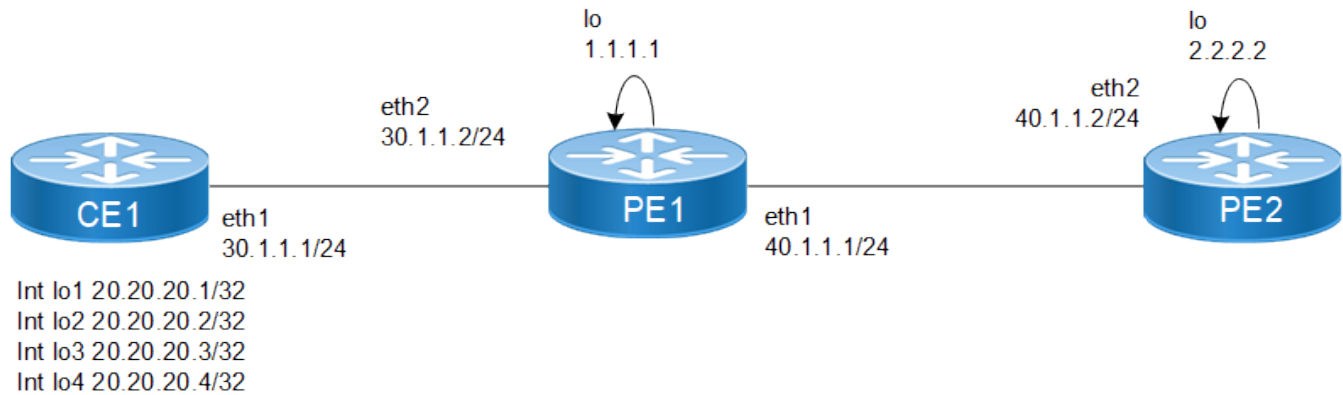 lo
1.1.1.1
lo
2.2.2.2
eth2
30.1.1.2/24
eth2
40.1.1.2/24
CE1
PE1
PE2
eth1
30.1.1.1/24
eth1
40.1.1.1/24
Int lo1 20.20.20.1/32
Int lo2 20.20.20.2/32
Int lo3 20.20.20.3/32
Int lo4 20.20.20.4/32